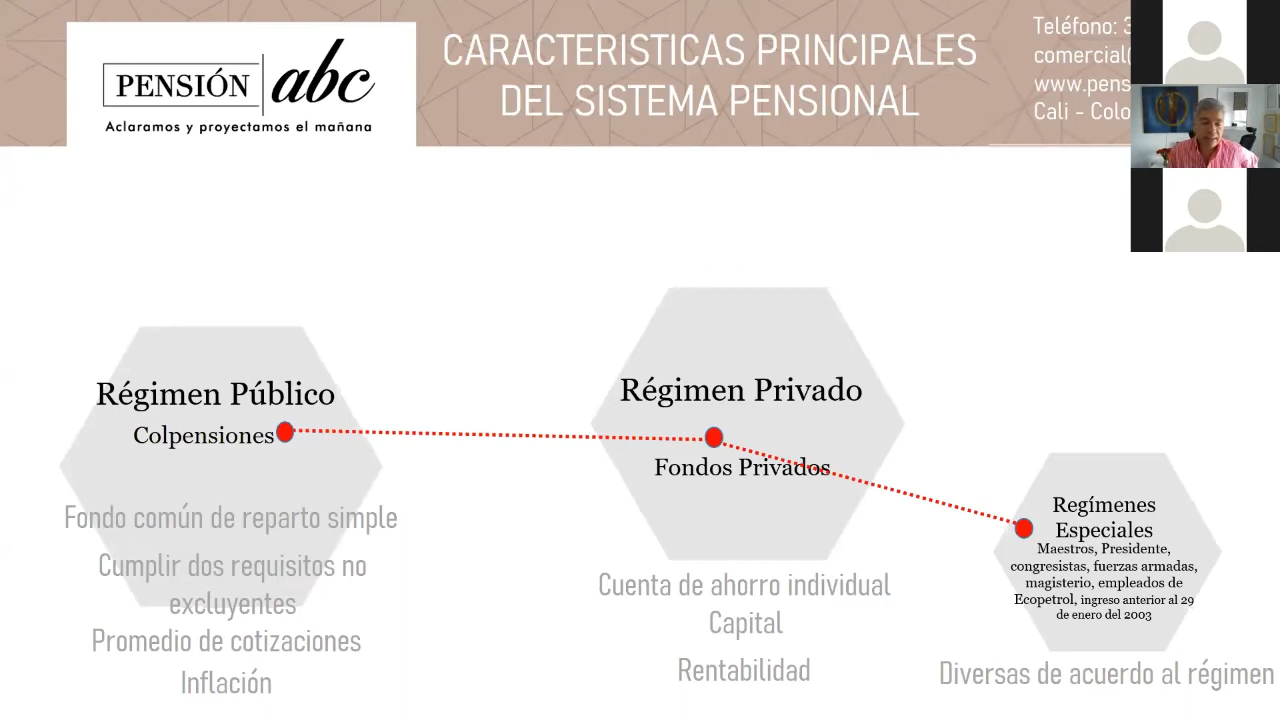 PENSIÓN abc
Aclaramos y proyectamos el mañana
CARACTERISTICAS PRINCIPALES
DEL SISTEMA PENSIONAL
Teléfono: 3
comercial@
www.pens
Cali - Colo
Régimen Público
Colpensiones
Fondo común de reparto simple
Cumplir dos requisitos no
excluyentes
Promedio de cotizaciones
Inflación
Régimen Privado
Fondos Privados
Cuenta de ahorro individual
Capital
Rentabilidad
Regímenes
Especiales
Maestros, Presidente,
congresistas, fuerzas armadas,
magisterio, empleados de
Ecopetrol, ingreso anterior al 29
de enero del 2003
Diversas de acuerdo al régimen